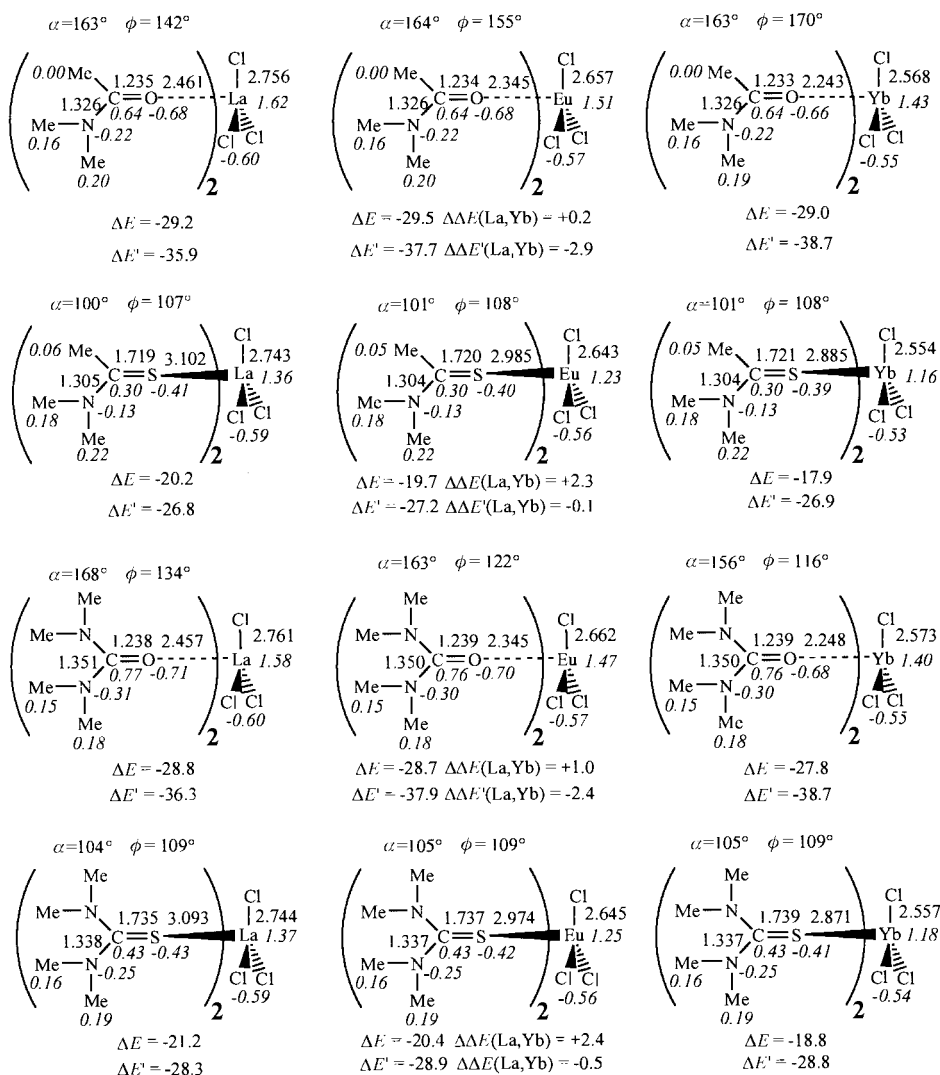 α=163° φ=142°
0.00 Mc 1.235 2.461 Cl 2.756
1.326 C=O La 1.62
0.64 -0.68
Me N -0.22 Cl Cl
0.16 Me -0.60
0.20 2
ΔE = -29.2
ΔE' = -35.9
α=164° φ=155°
0.00 Me 1.234 2.345 Cl 2.657
1.326 C=O Eu 1.51
0.64 -0.68
Me N -0.22 Cl Cl
0.16 Me -0.57
0.20 2
ΔE = -29.5 ΔΔE(La,Yb) = +0.2
ΔE' = -37.7 ΔΔE'(La,Yb) = -2.9
α=163° φ=170°
0.00 Me 1.233 2.243 Cl 2.568
1.326 C=O Yb 1.43
0.64 -0.66
Me N -0.22 Cl Cl
0.16 Me -0.55
0.19 2
ΔE = -29.0
ΔE' = -38.7
α=100° φ=107°
0.06 Me 1.719 3.102 Cl 2.743
1.305 C=S La 1.36
0.30 -0.41
Me N -0.13 Cl Cl
0.18 Me -0.59
0.22 2
ΔE = -20.2
ΔE' = -26.8
α=101° φ=108°
0.05 Me 1.720 2.985 Cl 2.643
1.304 C=S Eu 1.23
0.30 -0.40
Mc N -0.13 Cl Cl
0.18 Me -0.56
0.22 2
ΔE = -19.7 ΔΔE(La,Yb) = +2.3
ΔE' = -27.2 ΔΔE'(La,Yb) = -0.1
α=101° φ=108°
0.05 Me 1.721 2.885 Cl 2.554
1.304 C=S Yb 1.16
0.30 -0.39
Me N -0.13 Cl Cl
0.18 Me -0.53
0.22 2
ΔE = -17.9
ΔE' = -26.9
α=168° φ=134°
Me
Me N 1.238 2.457 Cl 2.761
1.351 C=O La 1.58
0.77 -0.71
Me N -0.31 Cl Cl
0.15 Me -0.60
0.18 2
ΔE = -28.8
ΔE' = -36.3
α=163° φ=122°
Me
Me N 1.239 2.345 Cl 2.662
1.350 C=O Eu 1.47
0.76 -0.70
Me N -0.30 Cl Cl
0.15 Me -0.57
0.18 2
ΔE = -28.7 ΔΔE(La,Yb) = +1.0
ΔE' = -37.9 ΔΔE'(La,Yb) = -2.4
α=156° φ=116°
Me
Me N 1.239 2.248 Cl 2.573
1.350 C=O Yb 1.40
0.76 -0.68
Me N -0.30 Cl Cl
0.15 Mc -0.55
0.18 2
ΔE = -27.8
ΔE' = -38.7
α=104° φ=109°
Me
Me N 1.735 3.093 Cl 2.744
1.338 C=S La 1.37
0.43 -0.43
Me N -0.25 Cl Cl
0.16 Me -0.59
0.19 2
ΔE = -21.2
ΔE' = -28.3
α=105° φ=109°
Me
Me N 1.737 2.974 Cl 2.645
1.337 C=S Eu 1.25
0.43 -0.42
Me N -0.25 Cl Cl
0.16 Me -0.56
0.19 2
ΔE = -20.4 ΔΔE(La,Yb) = +2.4
ΔE' = -28.9 ΔΔE(La,Yb) = -0.5
α=105° φ=109°
Me
Me N 1.739 2.871 Cl 2.557
1.337 C=S Yb 1.18
0.43 -0.41
Me N -0.25 Cl Cl
0.16 Me -0.54
0.19 2
ΔE = -18.8
ΔE' = -28.8